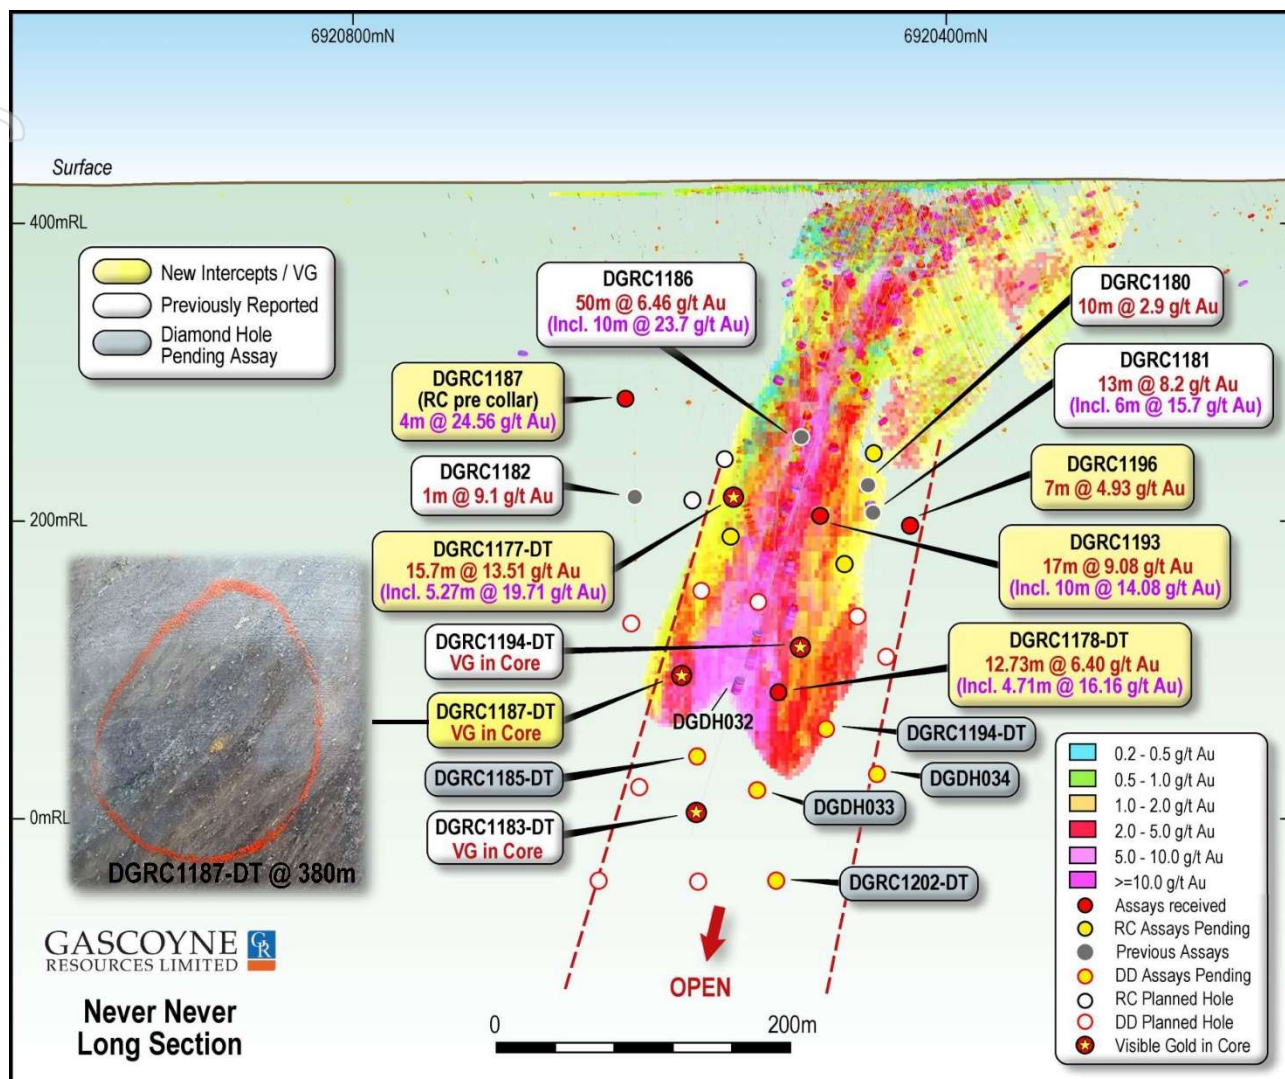 6920800mN
6920400mN
Surface
400mRL
200mRL
0mRL
New Intercepts / VG
Previously Reported
Diamond Hole
Pending Assay
DGRC1186
50m @ 6.46 g/t Au
(Incl. 10m @ 23.7 g/t Au)
DGRC1180
10m @ 2.9 g/t Au
DGRC1181
13m @ 8.2 g/t Au
(Incl. 6m @ 15.7 g/t Au)
DGRC1187
(RC pre collar)
4m @ 24.56 g/t Au)
DGRC1182
1m @ 9.1 g/t Au
DGRC1196
7m @ 4.93 g/t Au
DGRC1177-DT
15.7m @ 13.51 g/t Au
(Incl. 5.27m @ 19.71 g/t Au)
DGRC1193
17m @ 9.08 g/t Au
(Incl. 10m @ 14.08 g/t Au)
DGRC1194-DT
VG in Core
DGRC1178-DT
12.73m @ 6.40 g/t Au
(Incl. 4.71m @ 16.16 g/t Au)
DGRC1187-DT
VG in Core
DGDH032
DGRC1194-DT
DGRC1185-DT
DGDH034
DGDH033
DGRC1183-DT
VG in Core
DGRC1202-DT
DGRC1187-DT @ 380m
OPEN
0
200m
GASCOYNE
RESOURCES LIMITED
GR
Never Never
Long Section
0.2 - 0.5 g/t Au
0.5 - 1.0 g/t Au
1.0 - 2.0 g/t Au
2.0 - 5.0 g/t Au
5.0 - 10.0 g/t Au
>=10.0 g/t Au
Assays received
RC Assays Pending
Previous Assays
DD Assays Pending
RC Planned Hole
DD Planned Hole
Visible Gold in Core